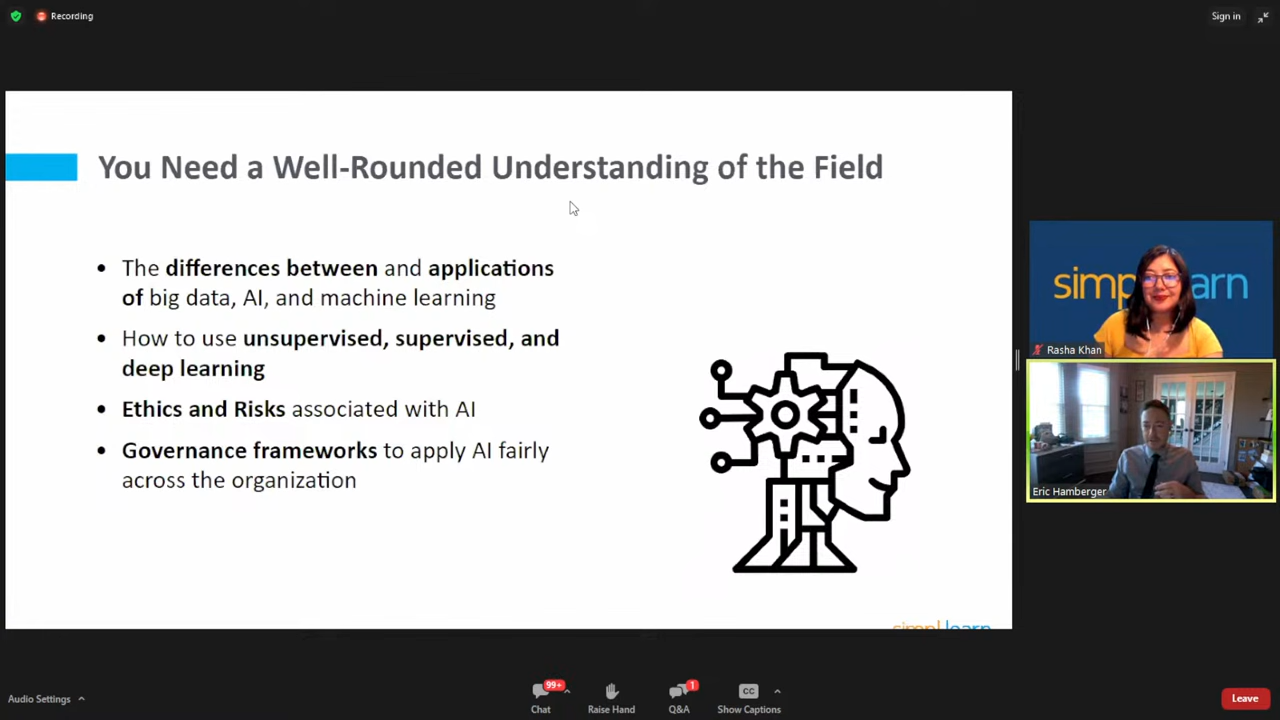 Recording
Sign in
You Need a Well-Rounded Understanding of the Field
• The differences between and applications
of big data, AI, and machine learning
• How to use unsupervised, supervised, and
deep learning
• Ethics and Risks associated with AI
• Governance frameworks to apply AI fairly
across the organization
simplilearn
simp arn
Rasha Khan
Eric Hamberger
Audio Settings
99+
Chat
Raise Hand
1
Q&A
CC
Show Captions
Leave